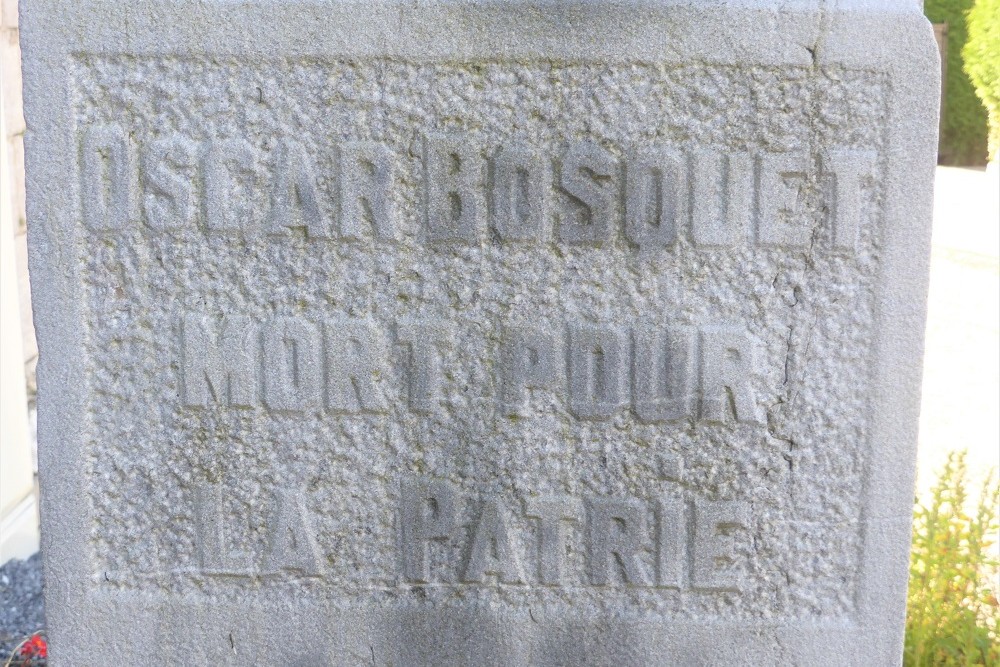 OSCAR BOSQUET
MORT POUR
LA PATRIE